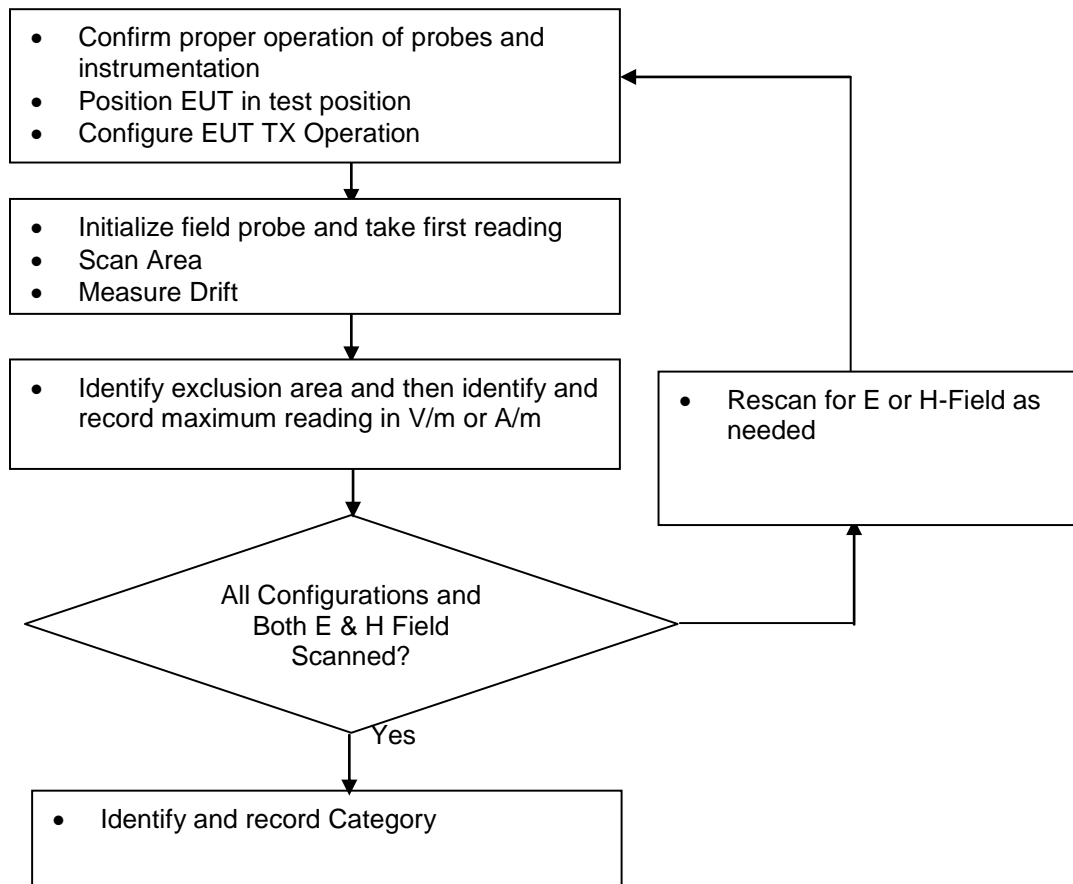 • Confirm proper operation of probes and
instrumentation
• Position EUT in test position
• Configure EUT TX Operation
• Initialize field probe and take first reading
• Scan Area
• Measure Drift
• Identify exclusion area and then identify and
record maximum reading in V/m or A/m
• Rescan for E or H-Field as
needed
All Configurations and
Both E & H Field
Scanned?
Yes
• Identify and record Category